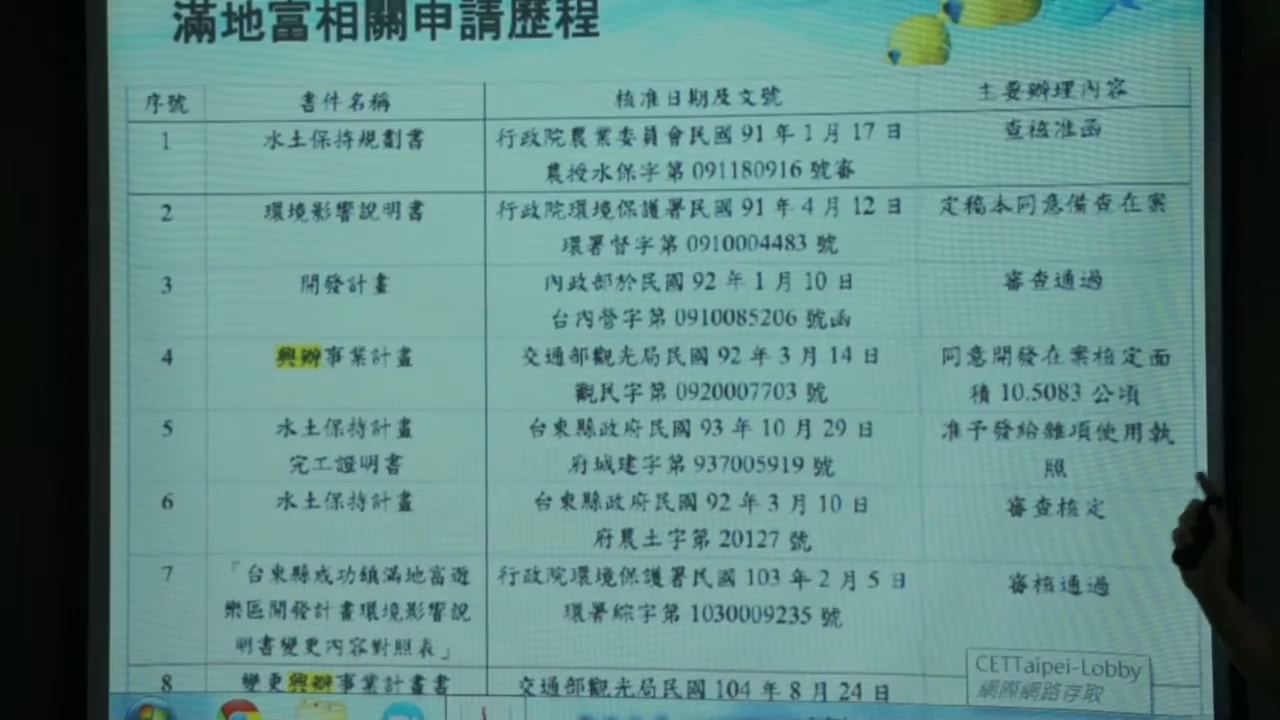 滿地富相關申請歷程
序號 書件名稱 核准日期及文號 主要辦理內容
1 水土保持規劃書 行政院農業委員會民國 91 年 1 月 17 日 查核准函
農授水保字第 091180916 號審
2 環境影響說明書 行政院環境保護署民國 91 年 4 月 12 日 定稿本同意備查在案
環署督字第 0910004483 號
3 開發計畫 內政部於民國 92 年 1 月 10 日 審查通過
台內營字第 0910085206 號函
4 興辦事業計畫 交通部觀光局民國 92 年 3 月 14 日 同意開發在案核定面
觀民字第 0920007703 號 積 10.5083 公頃
5 水土保持計畫 台東縣政府民國 93 年 10 月 29 日 准予發給雜項使用執
完工證明書 府城建字第 937005919 號 照
6 水土保持計畫 台東縣政府民國 92 年 3 月 10 日 審查核定
府農土字第 20127 號
7 「台東縣成功鎮滿地富遊 行政院環境保護署民國 103 年 2 月 5 日 審核通過
樂區開發計畫環境影響說 環署綜字第 1030009235 號
明書變更內容對照表」
8 變更興辦事業計畫書 交通部觀光局民國 104 年 8 月 24 日
CETTaipei-Lobby
網際網路存取